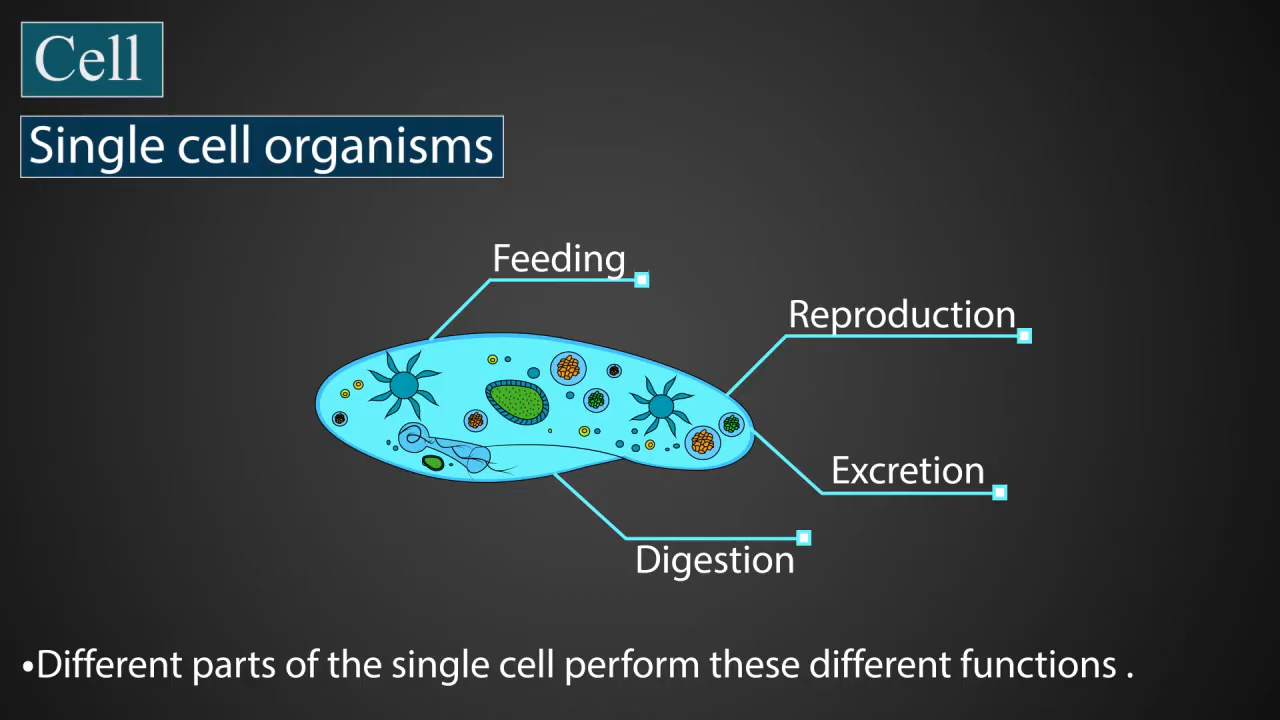 Cell
Single cell organisms
Feeding
Reproduction
Excretion
Digestion
•Different parts of the single cell perform these different functions .